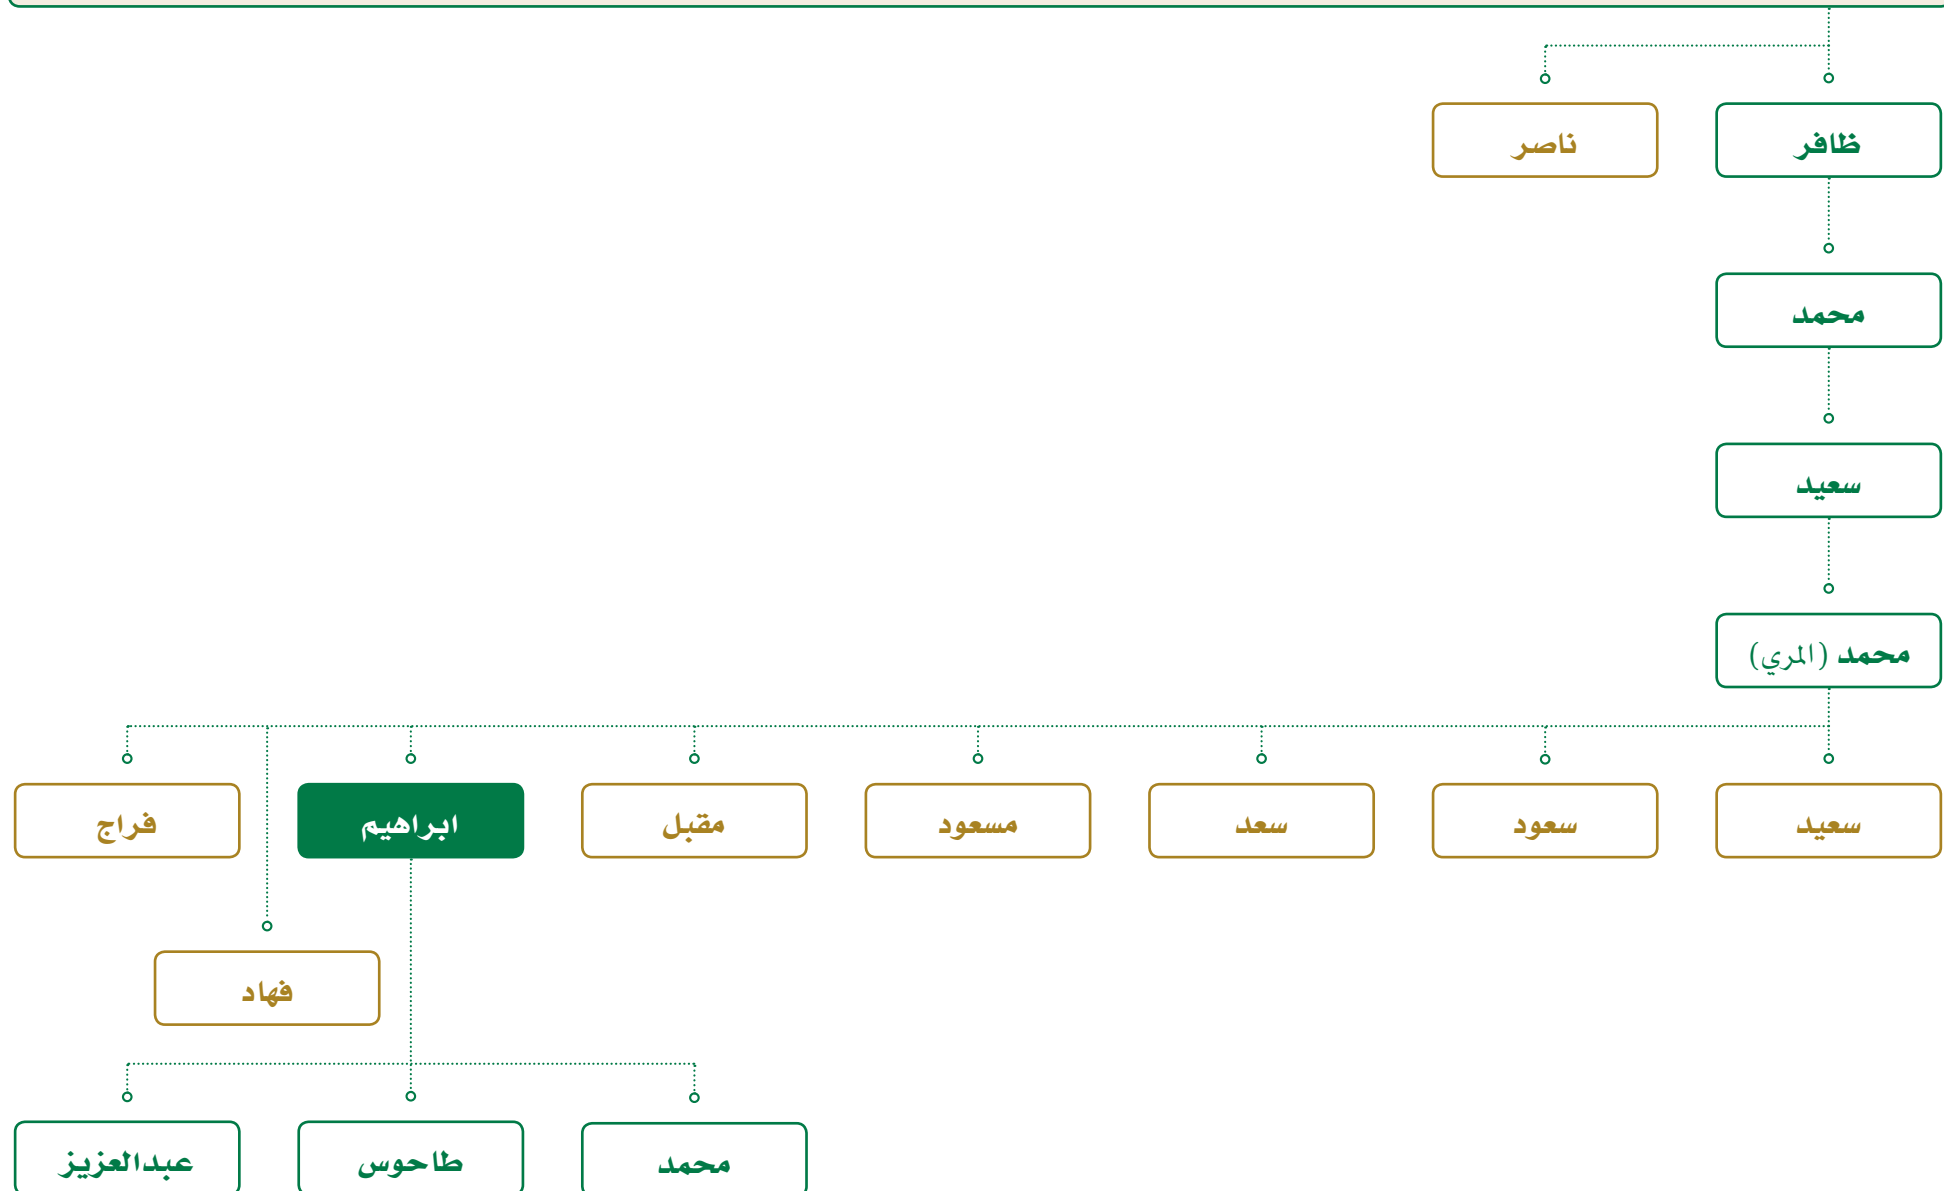 ظافر
ناصر
محمد
سعيد
محمد (المري)
سعيد
سعود
سعد
مسعود
مقبل
ابراهيم
فراج
فهاد
محمد
طاحوس
عبدالعزيز